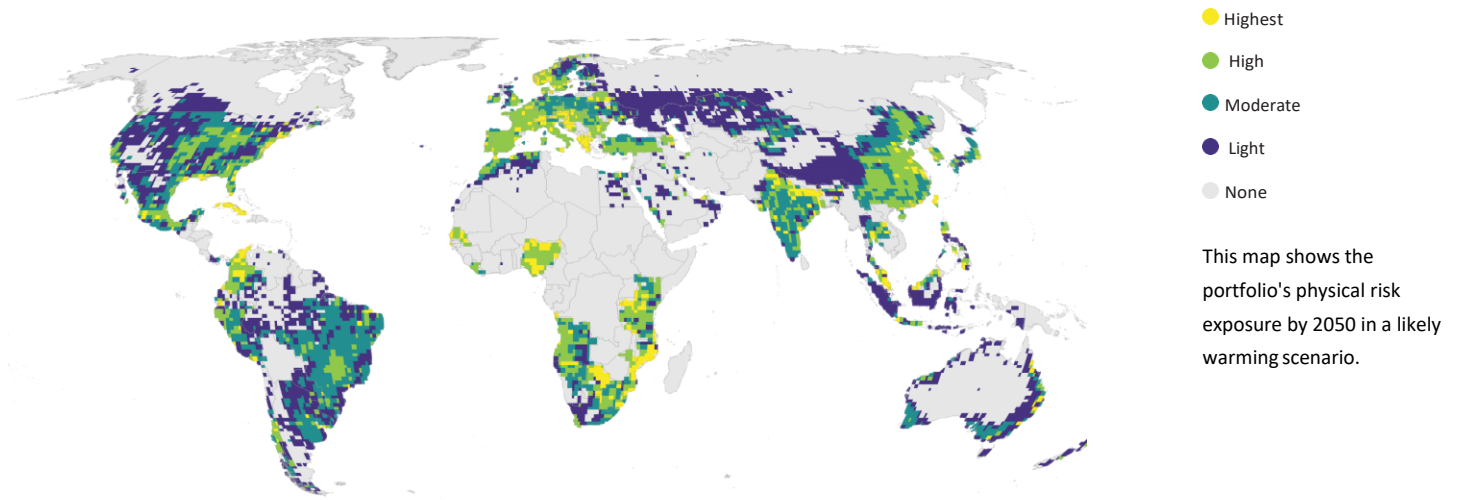 Highest
High
Moderate
Light
None
This map shows the
portfolio's physical risk
exposure by 2050 in a likely
warming scenario.